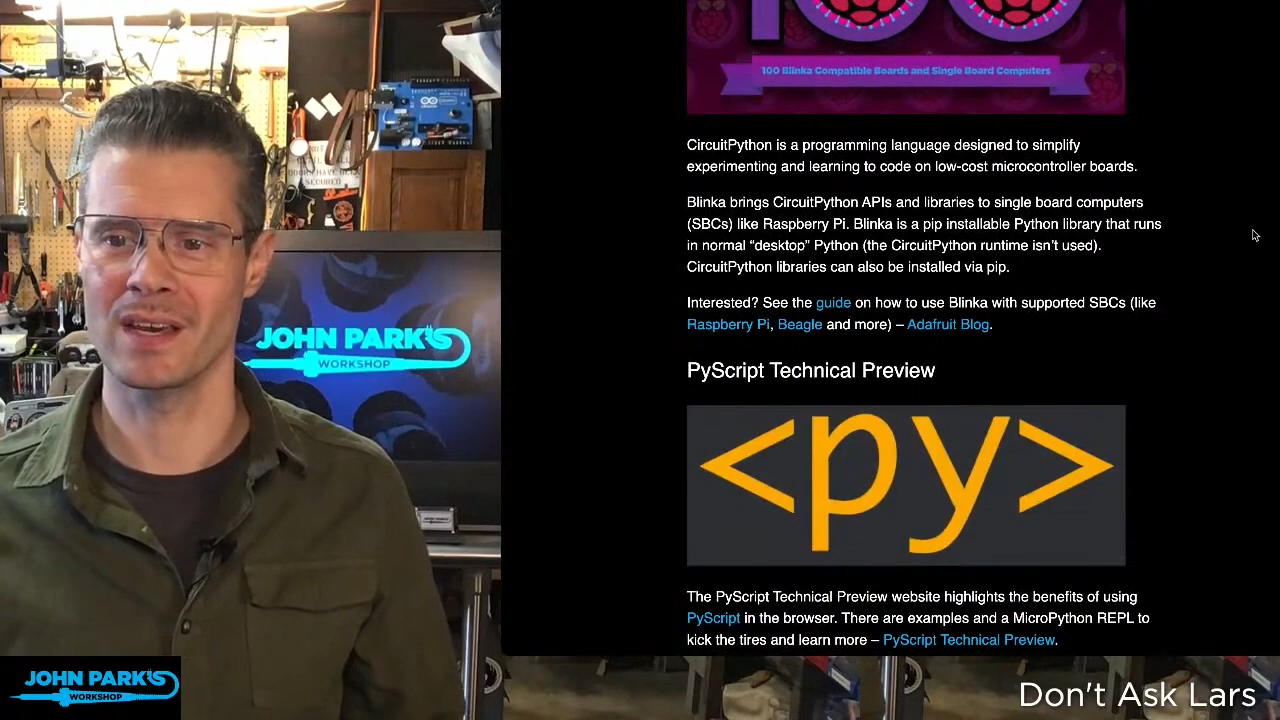 100 Blinka Compatible Boards and Single Board Computers
CircuitPython is a programming language designed to simplify
experimenting and learning to code on low-cost microcontroller boards.
Blinka brings CircuitPython APIs and libraries to single board computers
(SBCs) like Raspberry Pi. Blinka is a pip installable Python library that runs
in normal “desktop” Python (the CircuitPython runtime isn’t used).
CircuitPython libraries can also be installed via pip.
Interested? See the guide on how to use Blinka with supported SBCs (like
Raspberry Pi, Beagle and more) – Adafruit Blog.
PyScript Technical Preview
<py>
The PyScript Technical Preview website highlights the benefits of using
PyScript in the browser. There are examples and a MicroPython REPL to
kick the tires and learn more – PyScript Technical Preview.
DOORS HAVE BEEN
SECURED
JOHN PARK'S
WORKSHOP
JOHN PARK'S
WORKSHOP
Don't Ask Lars